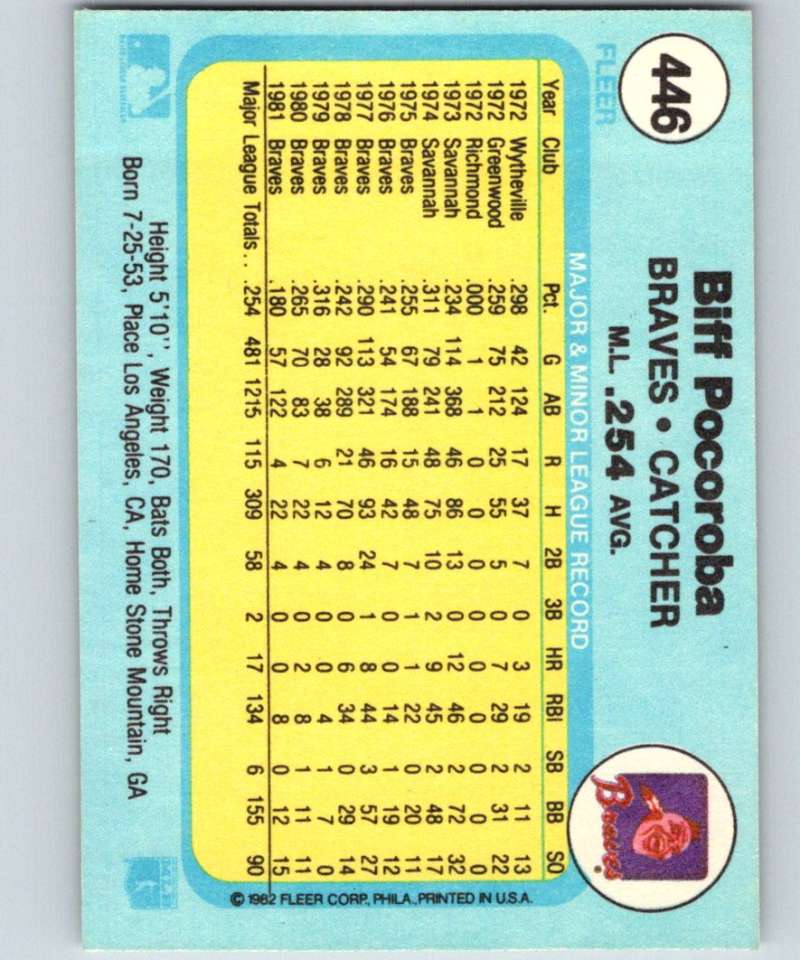 446
FLEER
Biff Pocoroba
BRAVES • CATCHER
M.L. .254 AVG.
Braves
MAJOR & MINOR LEAGUE RECORD
Year Club Pct. G AB R H 2B 3B HR RBI SB BB SO
1972 Wytheville .298 42 124 17 37 7 0 3 19 2 11 13
1972 Greenwood .259 75 212 25 55 5 0 7 29 2 31 22
1972 Richmond .000 1 1 0 0 0 0 0 0 0 0 0
1973 Savannah .234 114 368 46 86 13 0 12 46 2 72 32
1974 Savannah .311 79 241 48 75 10 2 9 45 2 48 17
1975 Braves .255 67 188 15 48 7 1 1 22 0 20 11
1976 Braves .241 54 174 16 42 7 0 0 14 1 19 12
1977 Braves .290 113 321 46 93 24 1 8 44 3 57 27
1978 Braves .242 92 289 21 70 8 0 6 34 0 29 14
1979 Braves .316 28 38 6 12 4 0 0 4 1 7 0
1980 Braves .265 70 83 7 22 4 0 2 8 1 11 11
1981 Braves .180 57 122 4 22 4 0 0 8 0 12 15
Major League Totals . . .254 481 1215 115 309 58 2 17 134 6 155 90
© 1982 FLEER CORP., PHILA., PRINTED IN U.S.A.
Height 5'10'', Weight 170, Bats Both, Throws Right
Born 7-25-53, Place Los Angeles, CA, Home Stone Mountain, GA